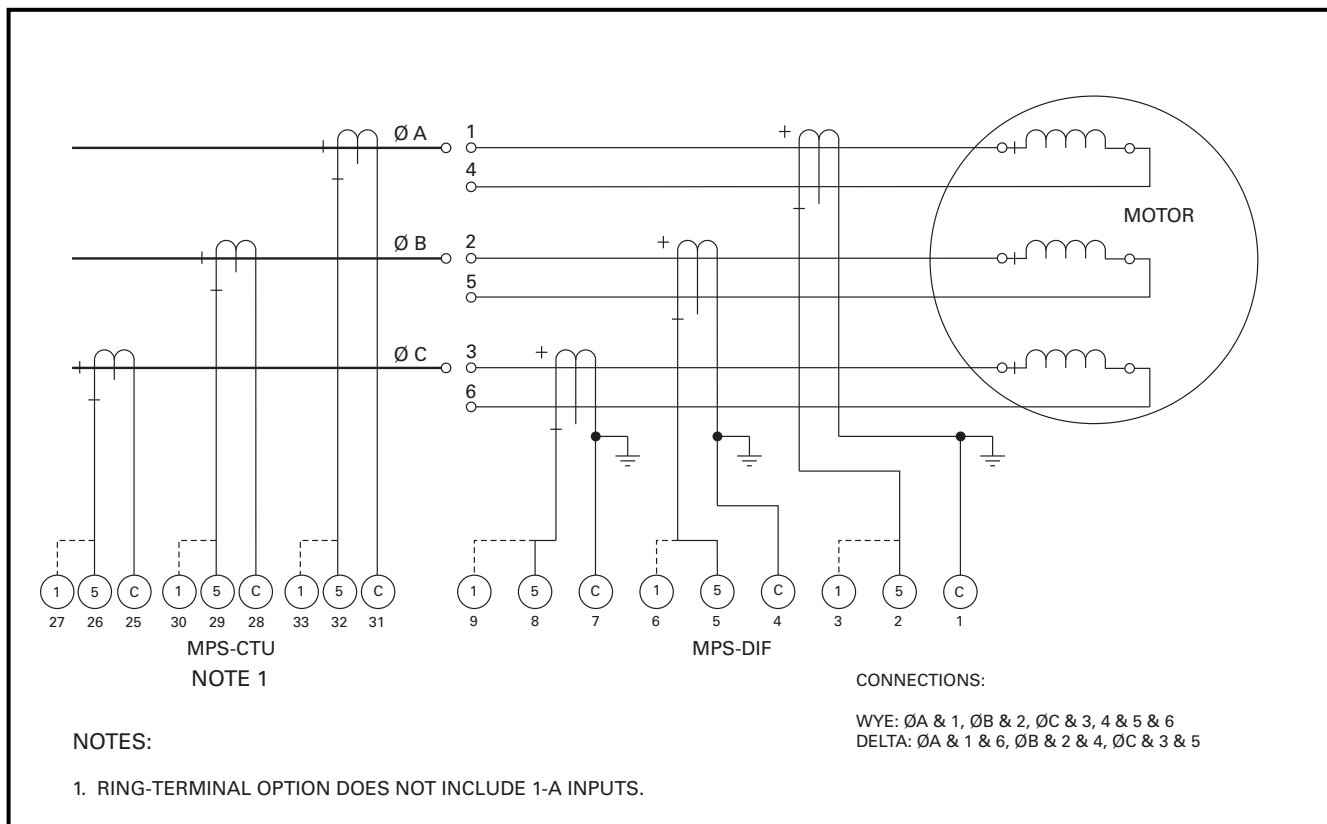 Ø A
1
4
MOTOR
Ø B
2
5
Ø C
3
6
1 5 C 1 5 C 1 5 C 1 5 C 1 5 C 1 5 C
27 26 25 30 29 28 33 32 31 9 8 7 6 5 4 3 2 1
MPS-CTU
MPS-DIF
NOTE 1
CONNECTIONS:
WYE: ØA & 1, ØB & 2, ØC & 3, 4 & 5 & 6
DELTA: ØA & 1 & 6, ØB & 2 & 4, ØC & 3 & 5
NOTES:
1. RING-TERMINAL OPTION DOES NOT INCLUDE 1-A INPUTS.